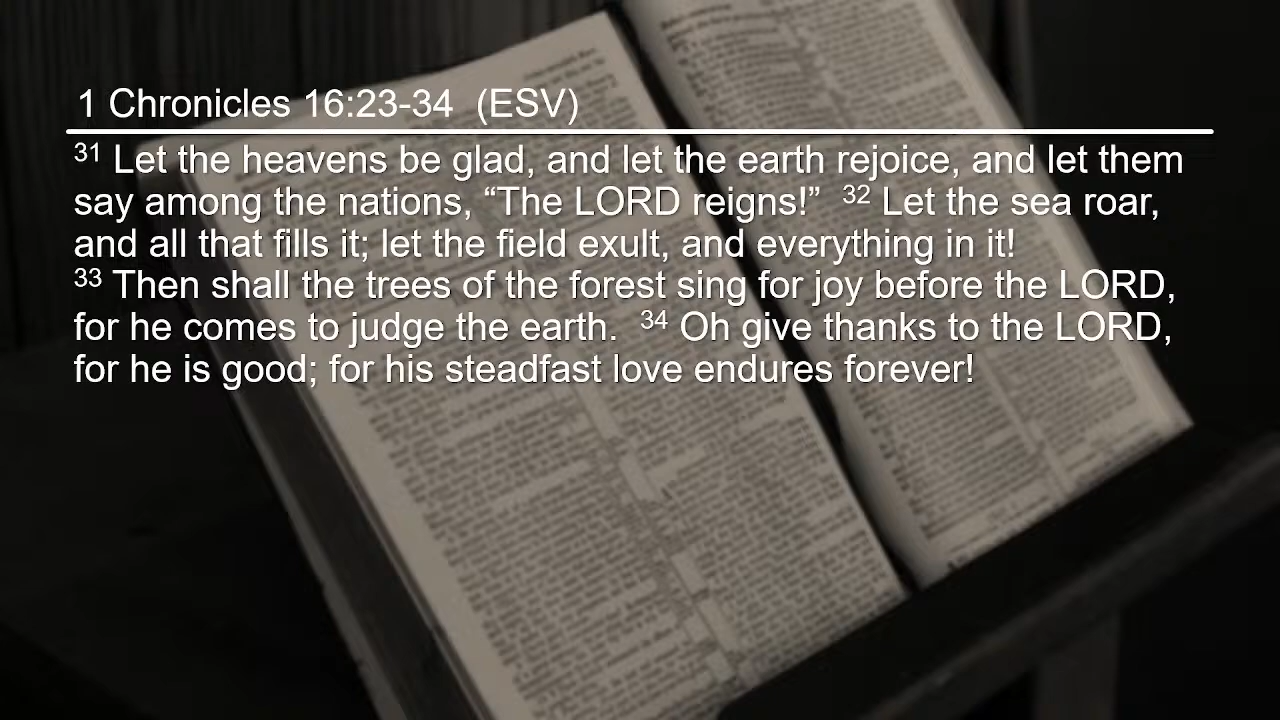 1 Chronicles 16:23-34 (ESV)
31 Let the heavens be glad, and let the earth rejoice, and let them
say among the nations, “The LORD reigns!” 32 Let the sea roar,
and all that fills it; let the field exult, and everything in it!
33 Then shall the trees of the forest sing for joy before the LORD,
for he comes to judge the earth. 34 Oh give thanks to the LORD,
for he is good; for his steadfast love endures forever!